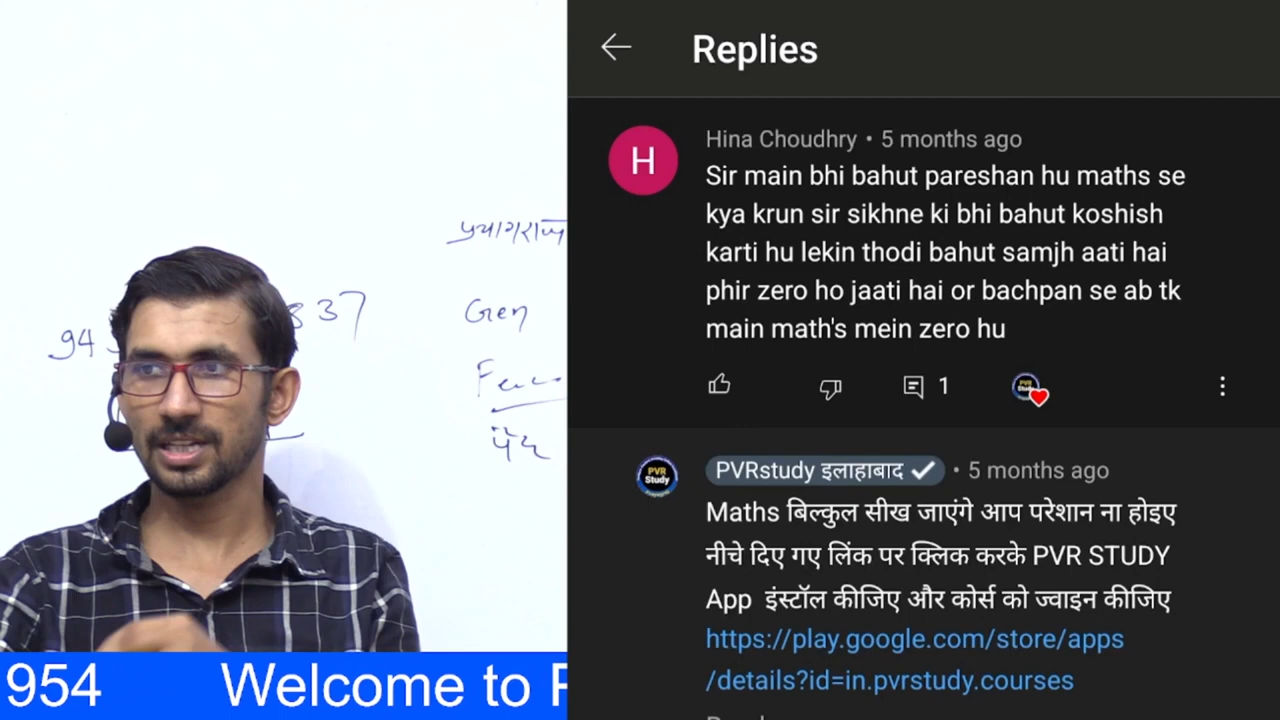 प्रयागराज
94
837
Gen
954 Welcome to
Replies
H
Hina Choudhry • 5 months ago
Sir main bhi bahut pareshan hu maths se
kya krun sir sikhne ki bhi bahut koshish
karti hu lekin thodi bahut samjh aati hai
phir zero ho jaati hai or bachpan se ab tk
main math's mein zero hu
1
PVR
Study
PVRstudy इलाहाबाद • 5 months ago
Maths बिल्कुल सीख जाएंगे आप परेशान ना होइए
नीचे दिए गए लिंक पर क्लिक करके PVR STUDY
App इंस्टॉल कीजिए और कोर्स को ज्वाइन कीजिए
https://play.google.com/store/apps
/details?id=in.pvrstudy.courses